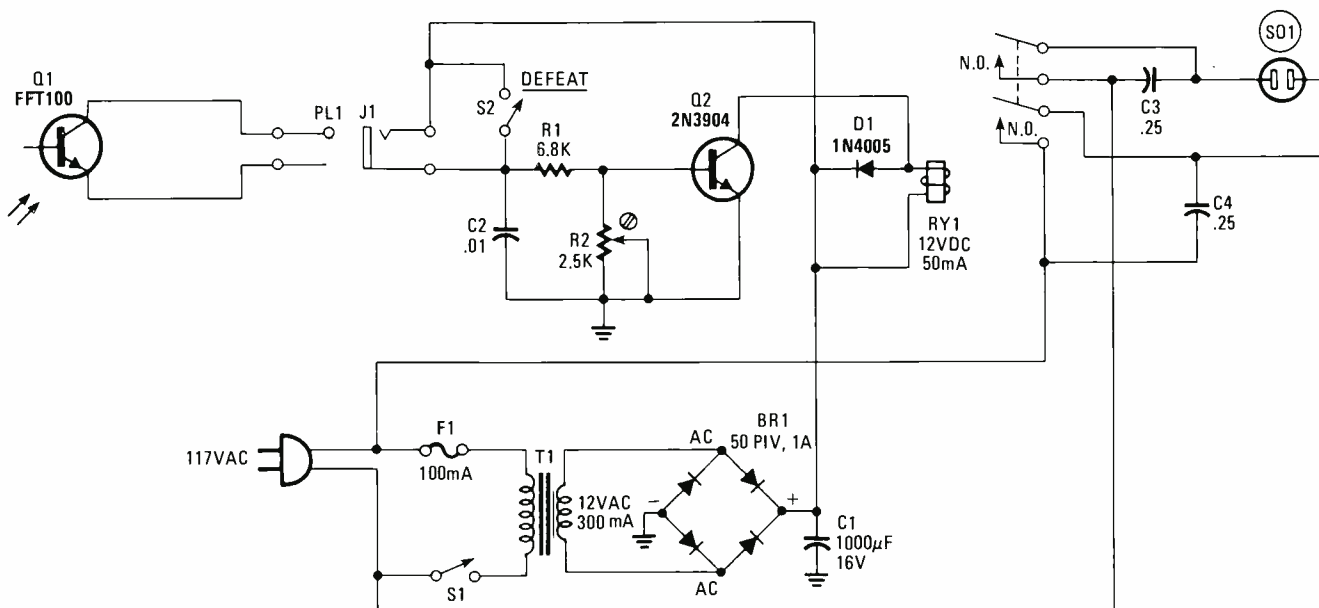 Q1
FFT100
PL1
J1
S2
DEFEAT
R1
6.8K
C2
.01
R2
2.5K
Q2
2N3904
D1
1N4005
RY1
12VDC
50mA
N.O.
N.O.
C3
.25
SO1
C4
.25
117VAC
F1
100mA
S1
T1
12VAC
300mA
AC
BR1
50 PIV, 1A
-
+
AC
C1
1000µF
16V